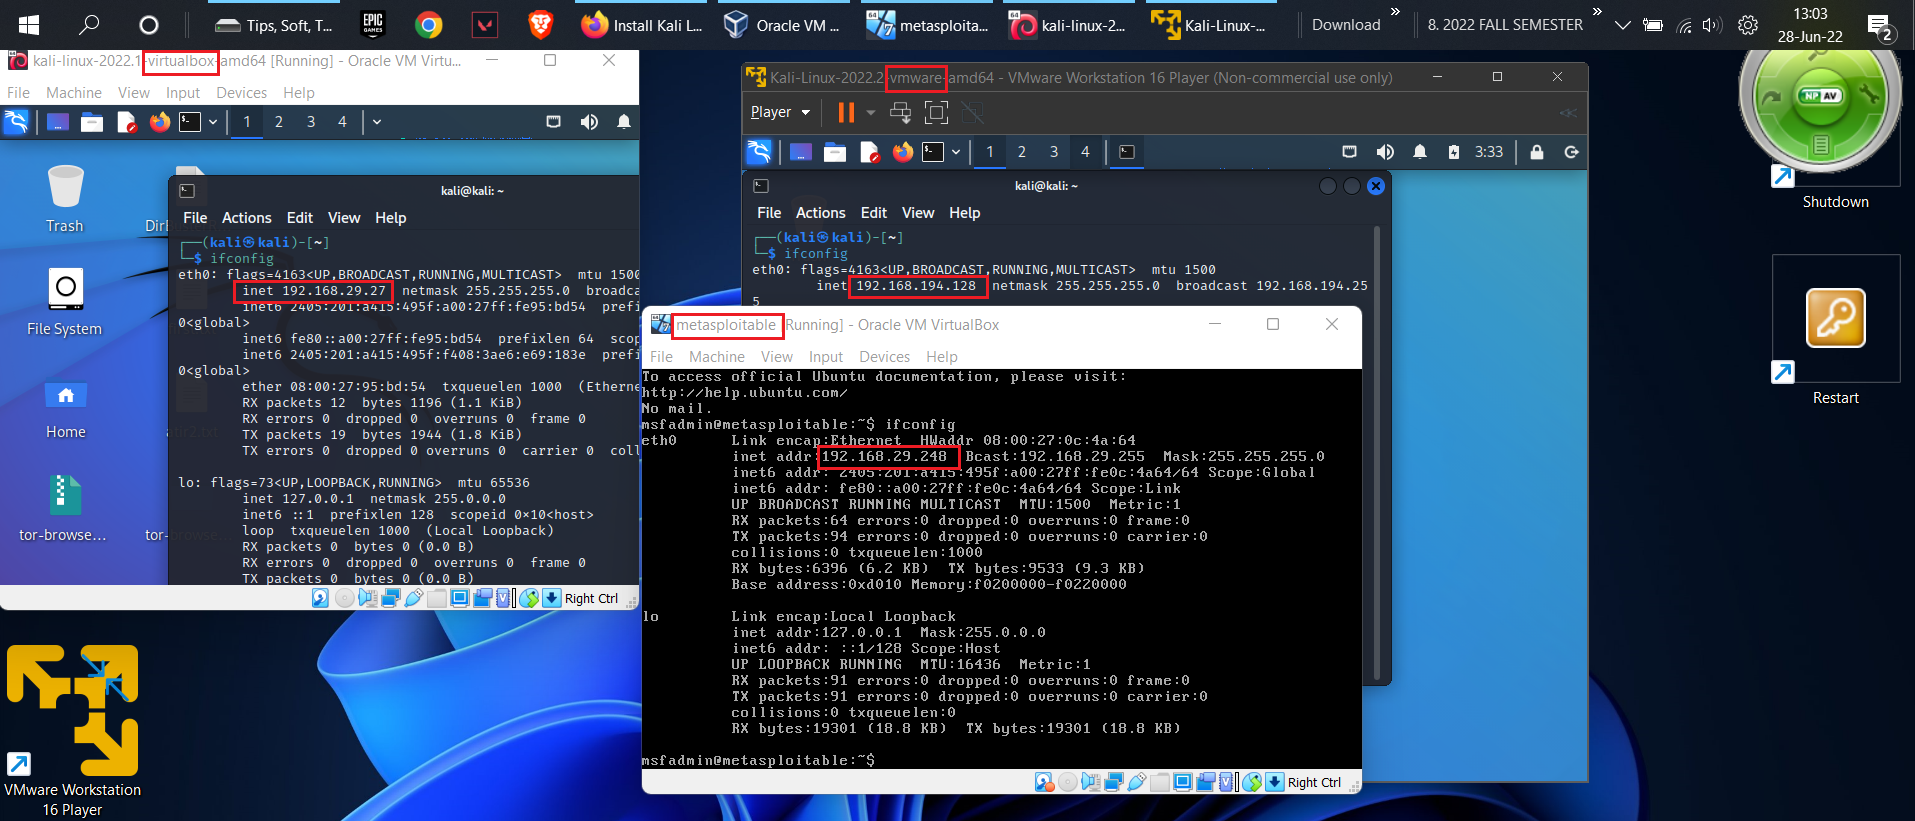 Tips, Soft, T...
EPIC
GAMES
Install Kali L...
Oracle VM ...
metasploita...
kali-linux-2...
Kali-Linux-...
Download
»
8. 2022 FALL SEMESTER
»
13:03
28-Jun-22
2
kali-linux-2022.1-virtualbox-amd64 [Running] - Oracle VM Virtu...
File Machine View Input Devices Help
1 2 3 4
Trash
File System
Home
tor-browse...
kali@kali: ~
File Actions Edit View Help
┌──(kali㉿kali)-[~]
└─$ ifconfig
eth0: flags=4163<UP,BROADCAST,RUNNING,MULTICAST>  mtu 1500
inet 192.168.29.27  netmask 255.255.255.0  broadc
inet6 2405:201:a415:495f:a00:27ff:fe95:bd54  prefi
0<global>
inet6 fe80::a00:27ff:fe95:bd54  prefixlen 64  scop
inet6 2405:201:a415:495f:f408:3ae6:e69:183e  prefi
0<global>
ether 08:00:27:95:bd:54  txqueuelen 1000  (Etherne
RX packets 12  bytes 1196 (1.1 KiB)
RX errors 0  dropped 0  overruns 0  frame 0
TX packets 19  bytes 1944 (1.8 KiB)
TX errors 0  dropped 0 overruns 0  carrier 0  coll
lo: flags=73<UP,LOOPBACK,RUNNING>  mtu 65536
inet 127.0.0.1  netmask 255.0.0.0
inet6 ::1  prefixlen 128  scopeid 0×10<host>
loop  txqueuelen 1000  (Local Loopback)
RX packets 0  bytes 0 (0.0 B)
RX errors 0  dropped 0  overruns 0  frame 0
TX packets 0  bytes 0 (0.0 B)
Right Ctrl
Kali-Linux-2022.2-vmware-amd64 - VMware Workstation 16 Player (Non-commercial use only)
Player
1 2 3 4
3:33
kali@kali: ~
File Actions Edit View Help
┌──(kali㉿kali)-[~]
└─$ ifconfig
eth0: flags=4163<UP,BROADCAST,RUNNING,MULTICAST>  mtu 1500
inet 192.168.194.128  netmask 255.255.255.0  broadcast 192.168.194.25
5
metasploitable [Running] - Oracle VM VirtualBox
File Machine View Input Devices Help
To access official Ubuntu documentation, please visit:
http://help.ubuntu.com/
No mail.
msfadmin@metasploitable:~$ ifconfig
eth0      Link encap:Ethernet  HWaddr 08:00:27:0c:4a:64
inet addr:192.168.29.248  Bcast:192.168.29.255  Mask:255.255.255.0
inet6 addr: 2405:201:a415:495f:a00:27ff:fe0c:4a64/64 Scope:Global
inet6 addr: fe80::a00:27ff:fe0c:4a64/64 Scope:Link
UP BROADCAST RUNNING MULTICAST  MTU:1500  Metric:1
RX packets:64 errors:0 dropped:0 overruns:0 frame:0
TX packets:94 errors:0 dropped:0 overruns:0 carrier:0
collisions:0 txqueuelen:1000
RX bytes:6396 (6.2 KB)  TX bytes:9533 (9.3 KB)
Base address:0xd010 Memory:f0200000-f0220000
lo        Link encap:Local Loopback
inet addr:127.0.0.1  Mask:255.0.0.0
inet6 addr: ::1/128 Scope:Host
UP LOOPBACK RUNNING  MTU:16436  Metric:1
RX packets:91 errors:0 dropped:0 overruns:0 frame:0
TX packets:91 errors:0 dropped:0 overruns:0 carrier:0
collisions:0 txqueuelen:0
RX bytes:19301 (18.8 KB)  TX bytes:19301 (18.8 KB)
msfadmin@metasploitable:~$
Right Ctrl
NP AV
Shutdown
Restart
VMware Workstation
16 Player